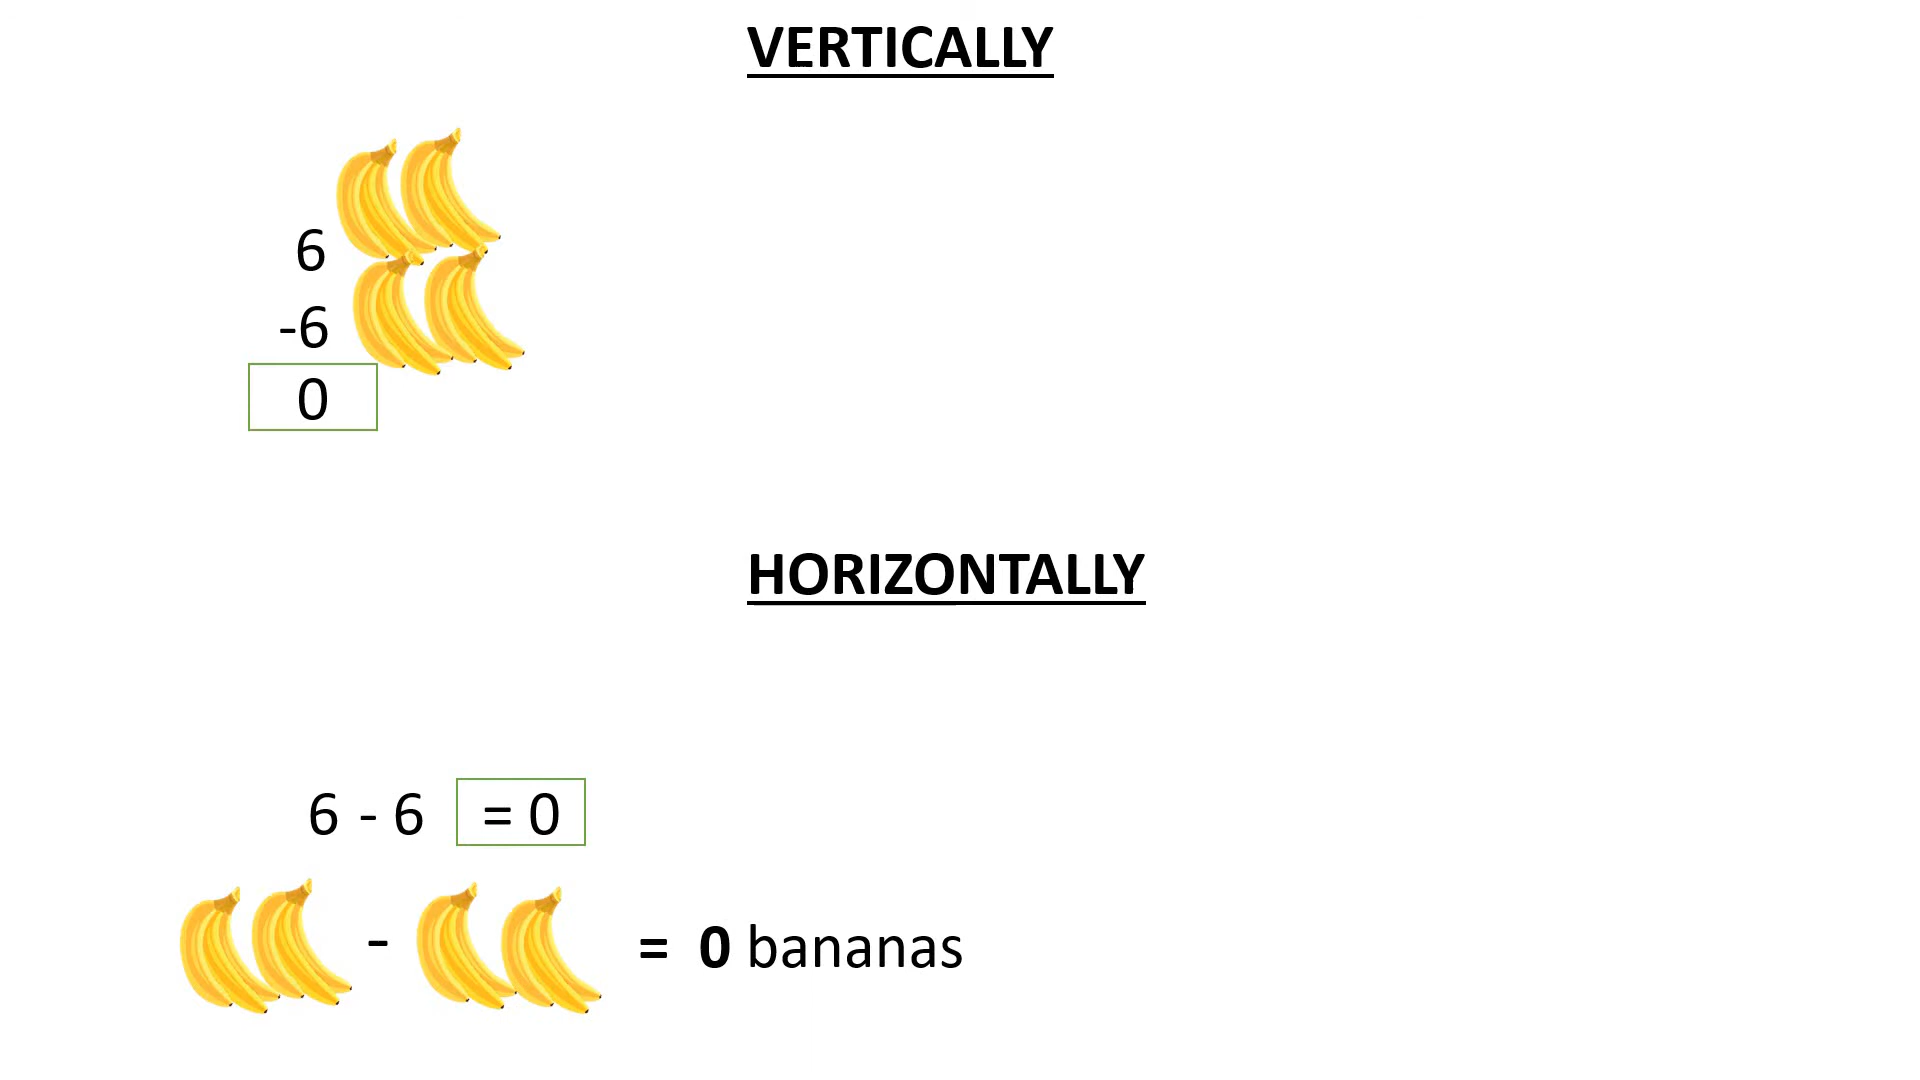 VERTICALLY
6
-6
0
HORIZONTALLY
6 - 6 = 0
- = 0 bananas